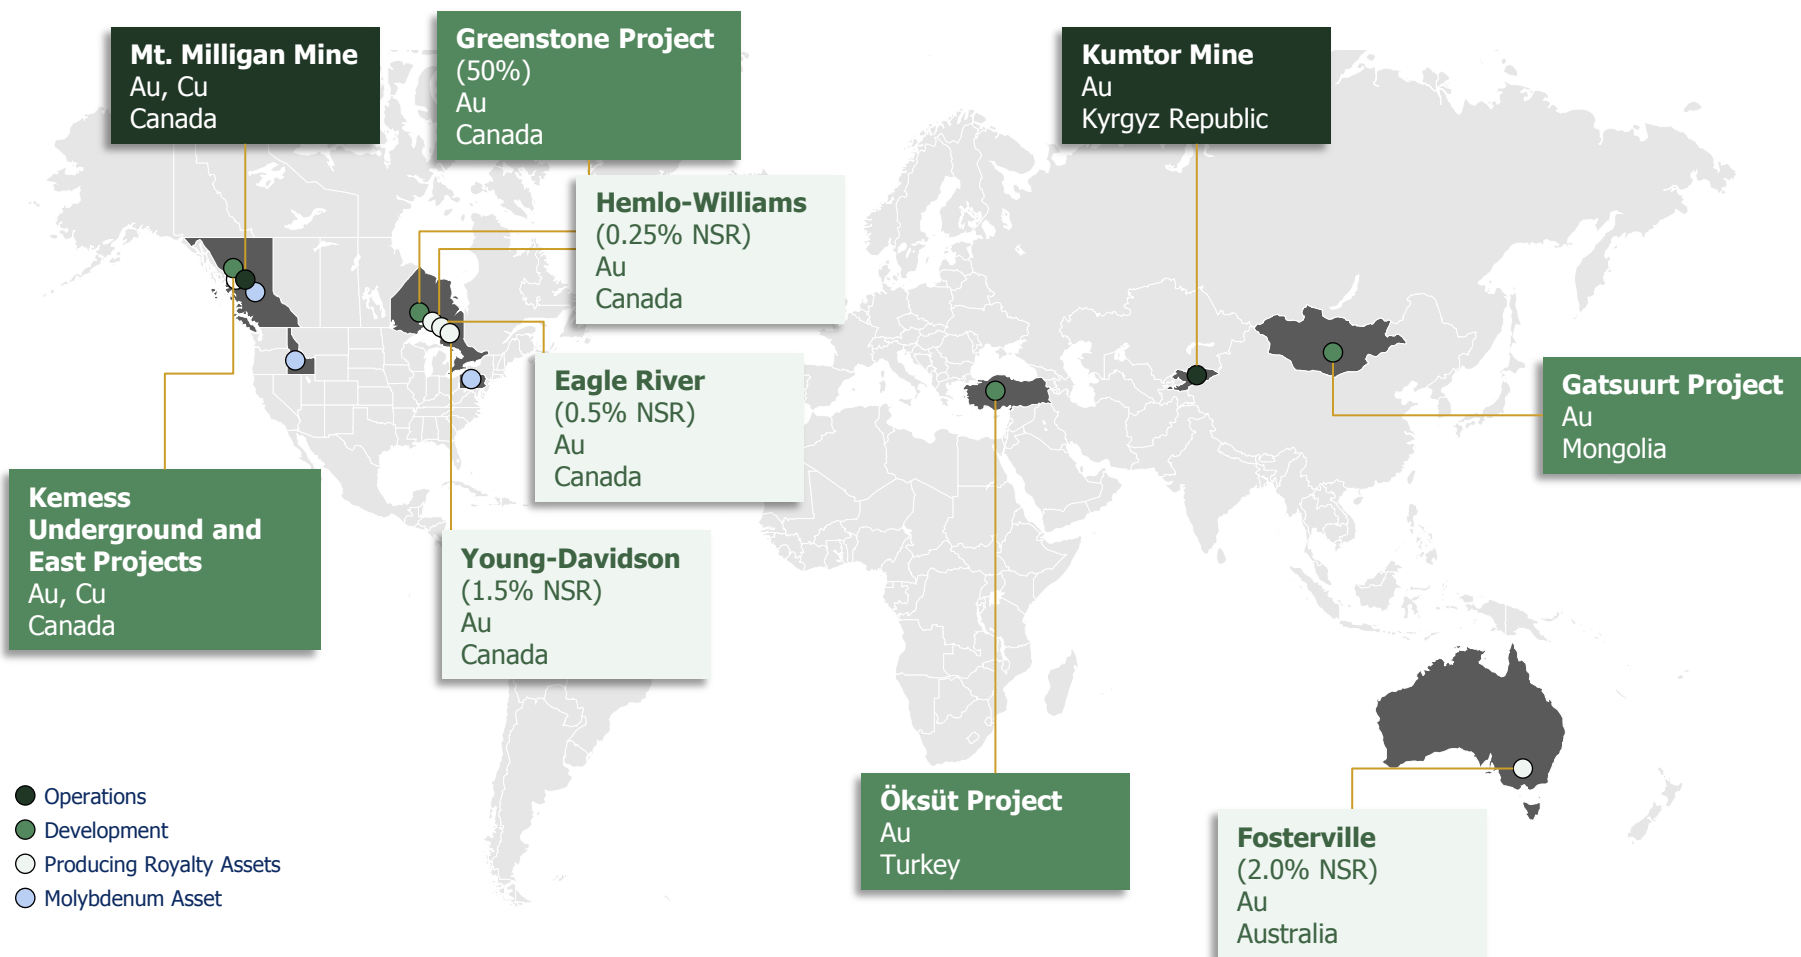 Mt. Milligan Mine
Au, Cu
Canada
Greenstone Project
(50%)
Au
Canada
Kumtor Mine
Au
Kyrgyz Republic
Hemlo-Williams
(0.25% NSR)
Au
Canada
Eagle River
(0.5% NSR)
Au
Canada
Gatsuurt Project
Au
Mongolia
Kemess
Underground and
East Projects
Au, Cu
Canada
Young-Davidson
(1.5% NSR)
Au
Canada
Öksüt Project
Au
Turkey
Fosterville
(2.0% NSR)
Au
Australia
Operations
Development
Producing Royalty Assets
Molybdenum Asset